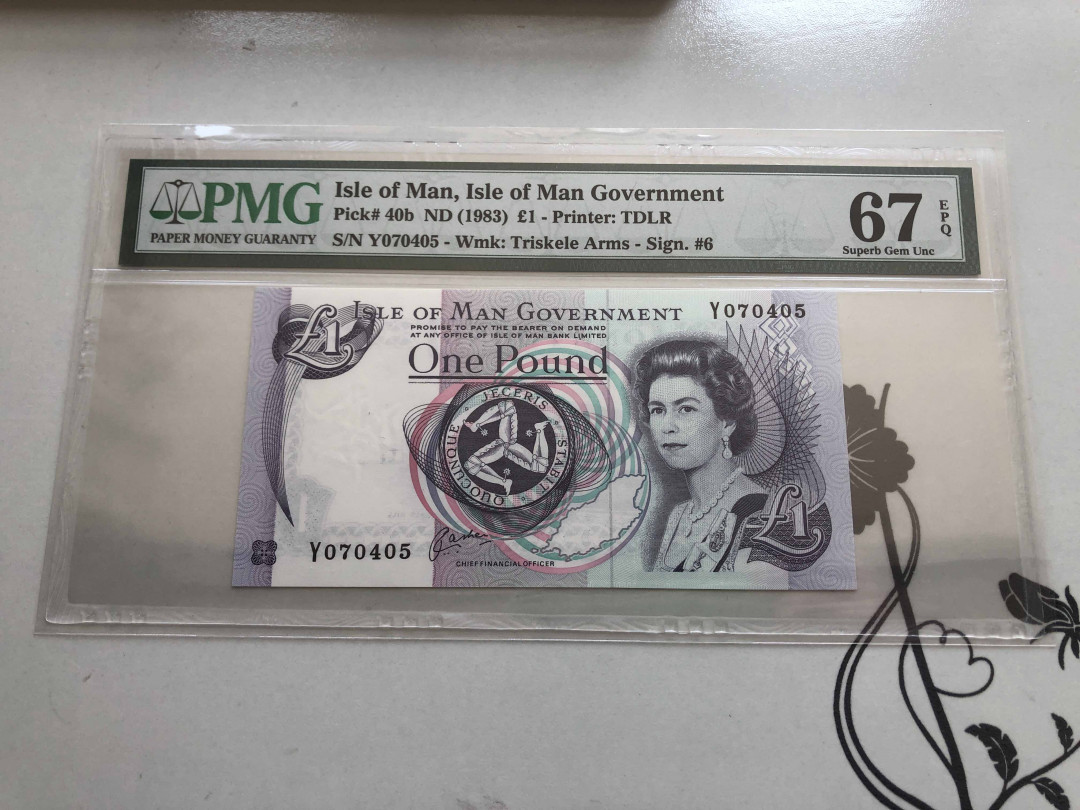 PMG
PAPER MONEY GUARANTY
Isle of Man, Isle of Man Government
Pick# 40b ND (1983) £1 - Printer: TDLR
S/N Y070405 - Wmk: Triskele Arms - Sign. #6
67
EPQ
Superb Gem Unc
£1
ISLE OF MAN GOVERNMENT
Y070405
PROMISE TO PAY THE BEARER ON DEMAND
AT ANY OFFICE OF ISLE OF MAN BANK LIMITED
One Pound
QUOCUNQUE JECERIS STABIT
£1
Y070405
CHIEF FINANCIAL OFFICER